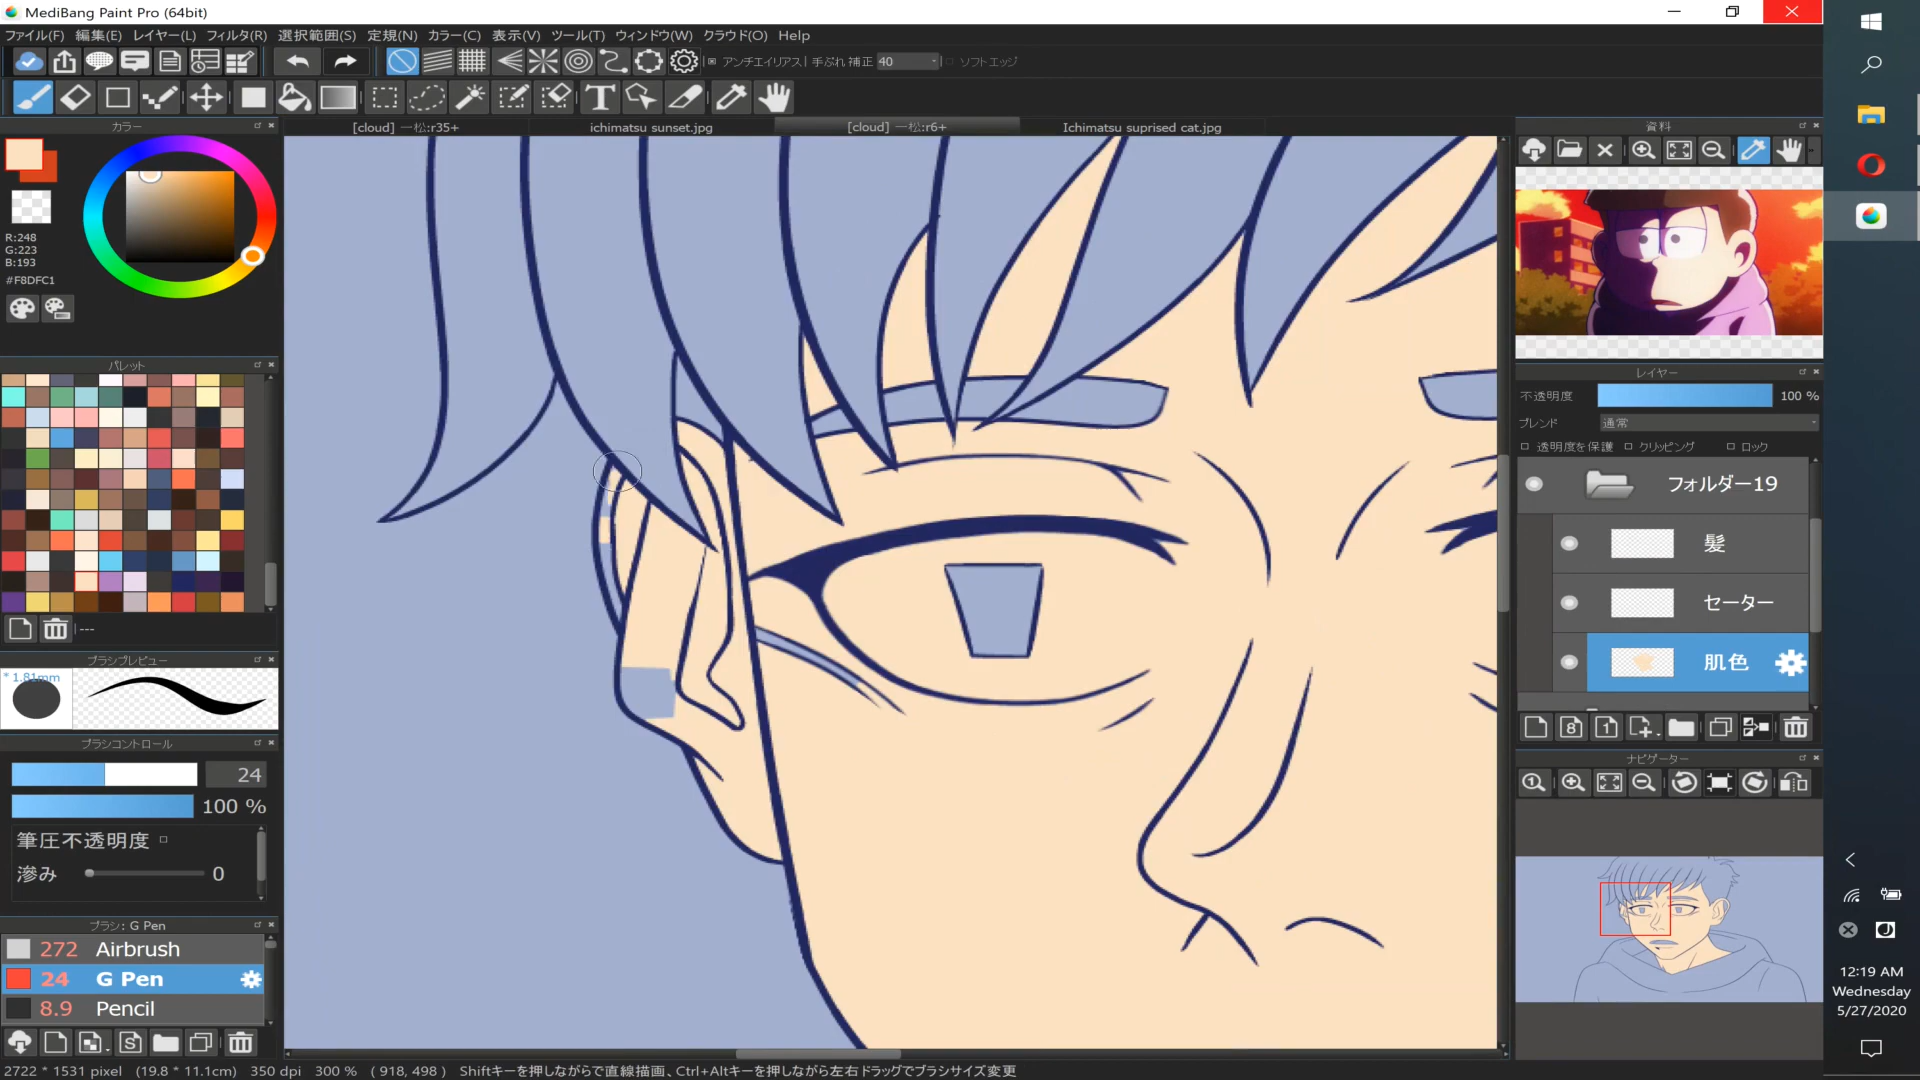 MediBang Paint Pro (64bit)
ファイル(F) 編集(E) レイヤー(L) フィルタ(R) 選択範囲(S) 定規(N) カラー(C) 表示(V) ツール(T) ウィンドウ(W) クラウド(O) Help
アンチエイリアス 手ぶれ補正 40 ソフトエッジ
カラー
[cloud] 一松:r35+
ichimatsu sunset.jpg
[cloud] 一松:r6+
Ichimatsu suprised cat.jpg
資料
R:248
G:223
B:193
#F8DFC1
パレット
---
ブラシプレビュー
* 1.81mm
ブラシコントロール
24
100 %
筆圧不透明度
滲み 0
ブラシ: G Pen
272 Airbrush
24 G Pen
8.9 Pencil
レイヤー
不透明度 100 %
ブレンド 通常
透明度を保護 クリッピング ロック
フォルダー19
髪
セーター
肌色
ナビゲーター
12:19 AM
Wednesday
5/27/2020
2722 * 1531 pixel (19.8 * 11.1cm) 350 dpi 300 % ( 918, 498 ) Shiftキーを押しながらで直線描画、Ctrl+Altキーを押しながら左右ドラッグでブラシサイズ変更